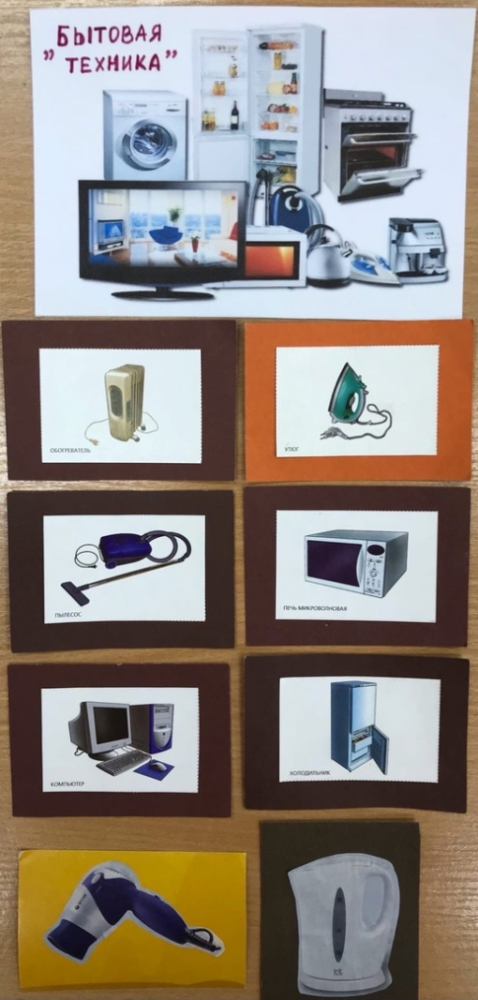 БЫТОВАЯ
"ТЕХНИКА"
ОБОГРЕВАТЕЛЬ
УТЮГ
ПЫЛЕСОС
ПЕЧЬ МИКРОВОЛНОВАЯ
КОМПЬЮТЕР
ХОЛОДИЛЬНИК